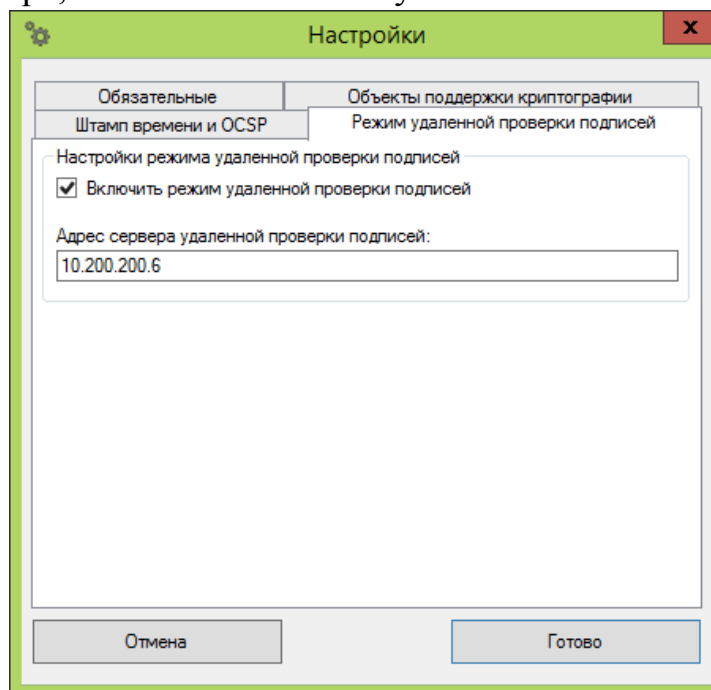 Настройки
x
Обязательные
Объекты поддержки криптографии
Штамп времени и OCSP
Режим удаленной проверки подписей
Настройки режима удаленной проверки подписей
Включить режим удаленной проверки подписей
Адрес сервера удаленной проверки подписей:
10.200.200.6
Отмена
Готово